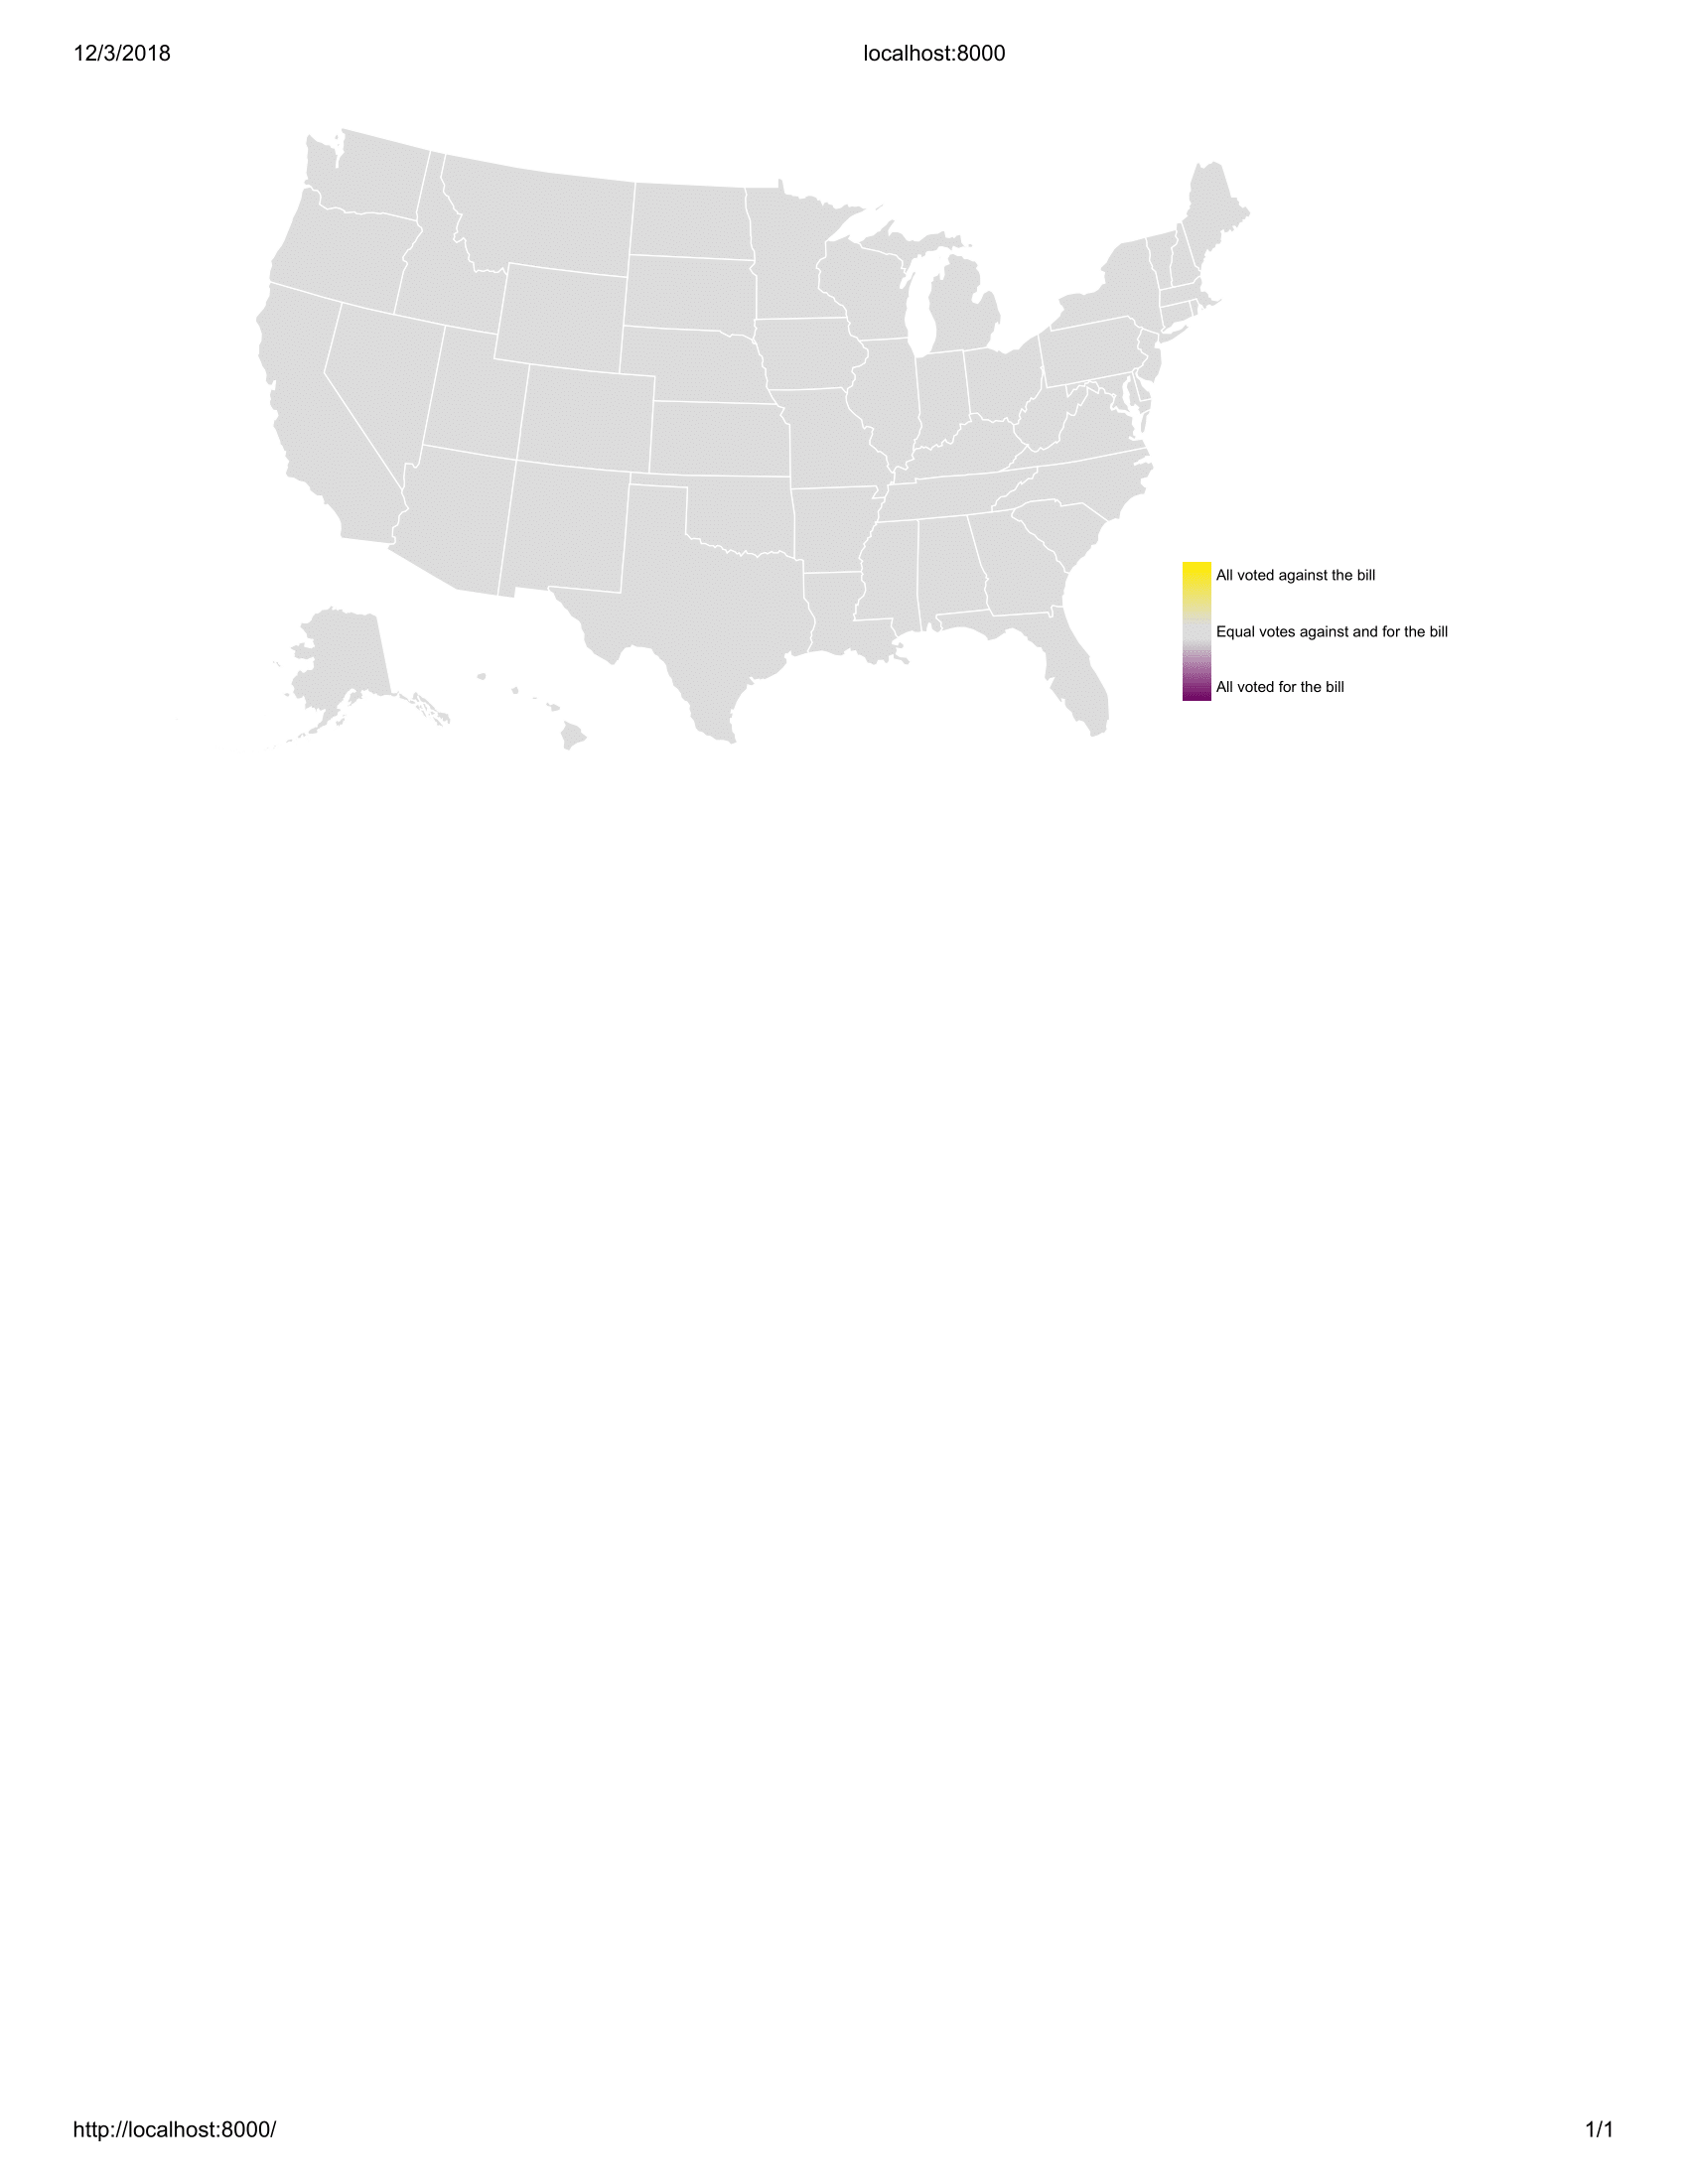 12/3/2018 localhost:8000
All voted against the bill
Equal votes against and for the bill
All voted for the bill
http://localhost:8000/ 1/1